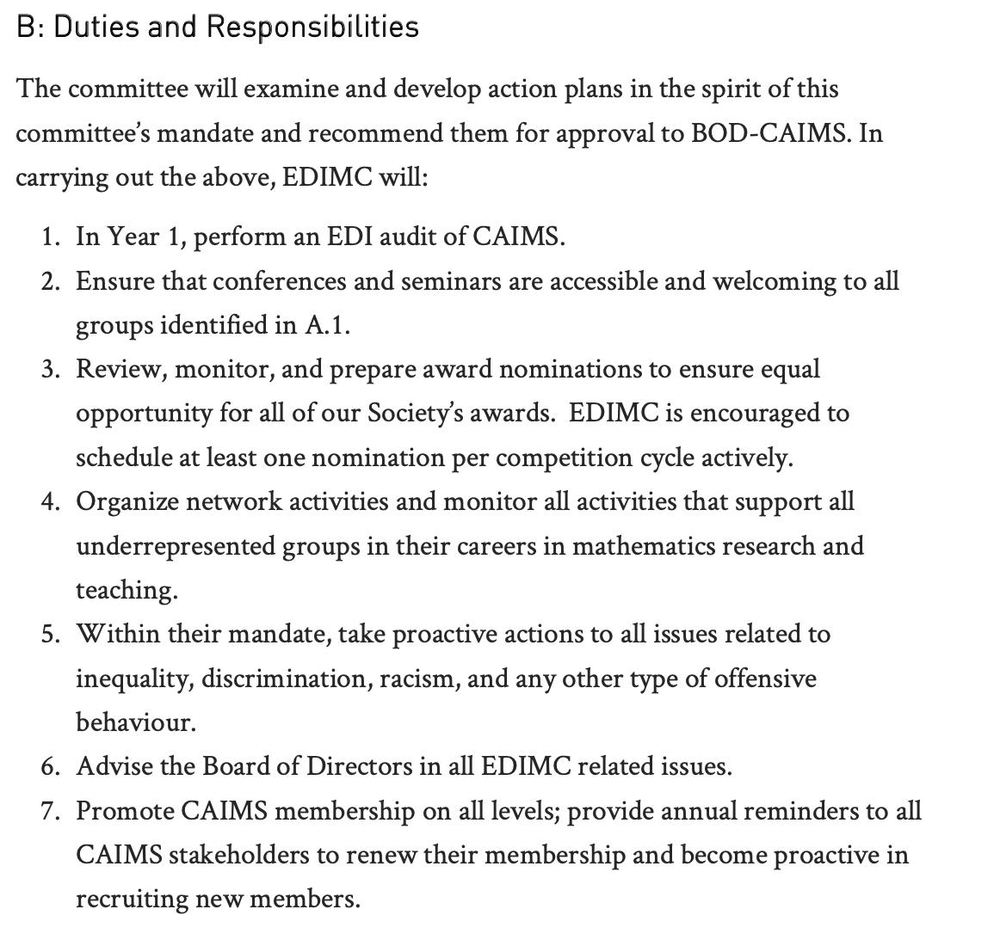 B: Duties and Responsibilities
The committee will examine and develop action plans in the spirit of this
committee’s mandate and recommend them for approval to BOD-CAIMS. In
carrying out the above, EDIMC will:
1. In Year 1, perform an EDI audit of CAIMS.
2. Ensure that conferences and seminars are accessible and welcoming to all
groups identified in A.1.
3. Review, monitor, and prepare award nominations to ensure equal
opportunity for all of our Society’s awards.  EDIMC is encouraged to
schedule at least one nomination per competition cycle actively.
4. Organize network activities and monitor all activities that support all
underrepresented groups in their careers in mathematics research and
teaching.
5. Within their mandate, take proactive actions to all issues related to
inequality, discrimination, racism, and any other type of offensive
behaviour.
6. Advise the Board of Directors in all EDIMC related issues.
7. Promote CAIMS membership on all levels; provide annual reminders to all
CAIMS stakeholders to renew their membership and become proactive in
recruiting new members.